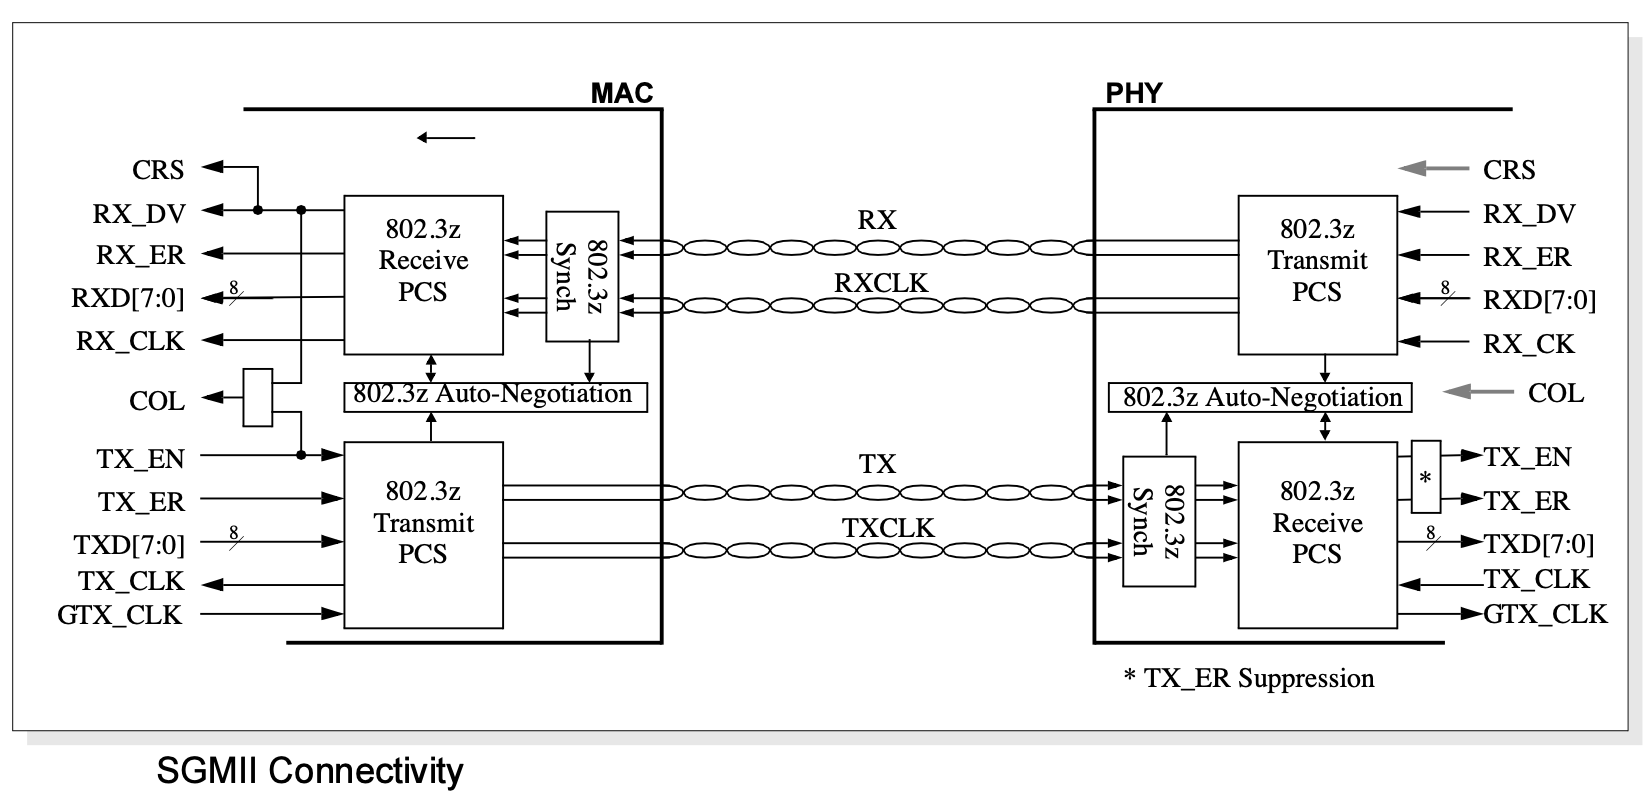 MAC
PHY
CRS
RX_DV
RX_ER
RXD[7:0]
8
RX_CLK
COL
TX_EN
TX_ER
TXD[7:0]
8
TX_CLK
GTX_CLK
802.3z
Receive
PCS
802.3z
Synch
802.3z Auto-Negotiation
802.3z
Transmit
PCS
RX
RXCLK
TX
TXCLK
802.3z
Transmit
PCS
802.3z Auto-Negotiation
802.3z
Synch
802.3z
Receive
PCS
*
CRS
RX_DV
RX_ER
8
RXD[7:0]
RX_CK
COL
TX_EN
TX_ER
8
TXD[7:0]
TX_CLK
GTX_CLK
* TX_ER Suppression
SGMII Connectivity